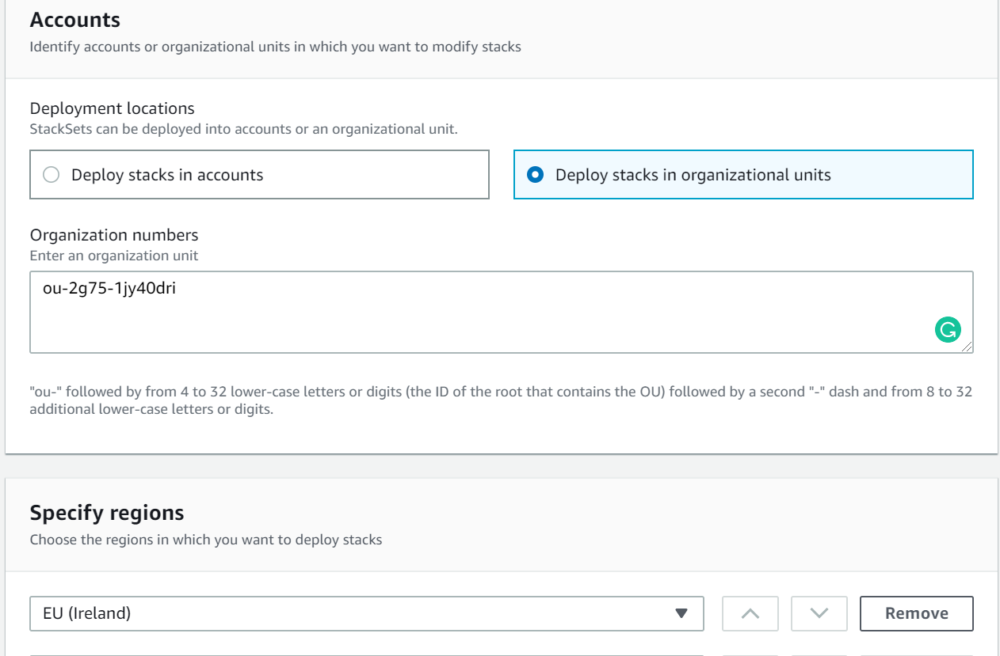 Accounts
Identify accounts or organizational units in which you want to modify stacks
Deployment locations
StackSets can be deployed into accounts or an organizational unit.
Deploy stacks in accounts
Deploy stacks in organizational units
Organization numbers
Enter an organization unit
ou-2g75-1jy40dri
"ou-" followed by from 4 to 32 lower-case letters or digits (the ID of the root that contains the OU) followed by a second "-" dash and from 8 to 32
additional lower-case letters or digits.
Specify regions
Choose the regions in which you want to deploy stacks
EU (Ireland)
Remove